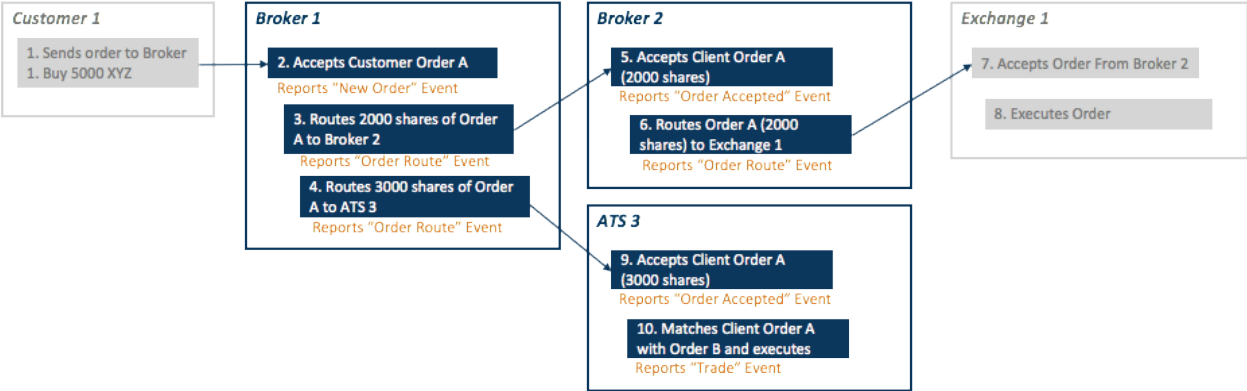 Customer 1
1. Sends order to Broker
1. Buy 5000 XYZ
Broker 1
2. Accepts Customer Order A
Reports “New Order” Event
3. Routes 2000 shares of Order
A to Broker 2
Reports “Order Route” Event
4. Routes 3000 shares of Order
A to ATS 3
Reports “Order Route” Event
Broker 2
5. Accepts Client Order A
(2000 shares)
Reports “Order Accepted” Event
6. Routes Order A (2000
shares) to Exchange 1
Reports “Order Route” Event
Exchange 1
7. Accepts Order From Broker 2
8. Executes Order
ATS 3
9. Accepts Client Order A
(3000 shares)
Reports “Order Accepted” Event
10. Matches Client Order A
with Order B and executes
Reports “Trade” Event